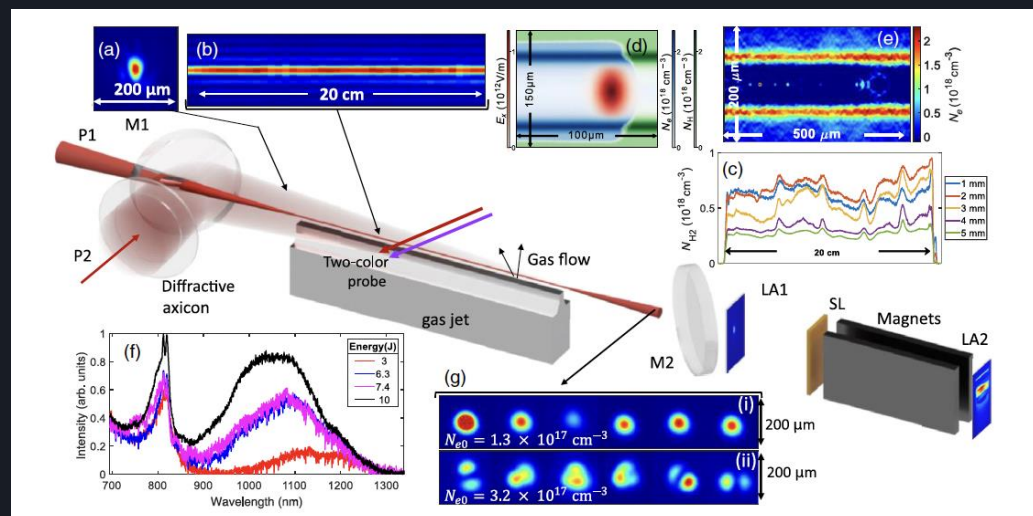 (a)
200 µm
(b)
20 cm
P1
M1
P2
Diffractive
axicon
Two-color
probe
Gas flow
gas jet
(d)
150µm
100µm
1
0
E_x (10^12V/m)
2
0
N_e (10^18 cm^−3)
2
0
N_H (10^18 cm^−3)
(e)
200 µm
500 µm
2
1.5
1
0.5
0
N_e (10^18 cm^−3)
(c)
1
0.5
0
N_H2 (10^18 cm^-3)
20 cm
1 mm
2 mm
3 mm
4 mm
5 mm
M2
LA1
SL
Magnets
LA2
(f)
Intensity (arb. units)
1
0.8
0.6
0.4
0.2
0
700 800 900 1000 1100 1200 1300
Wavelength (nm)
Energy(J)
3
6.3
7.4
10
(g)
(i)
N_e0 = 1.3 × 10^17 cm^−3
200 µm
(ii)
N_e0 = 3.2 × 10^17 cm^−3
200 µm